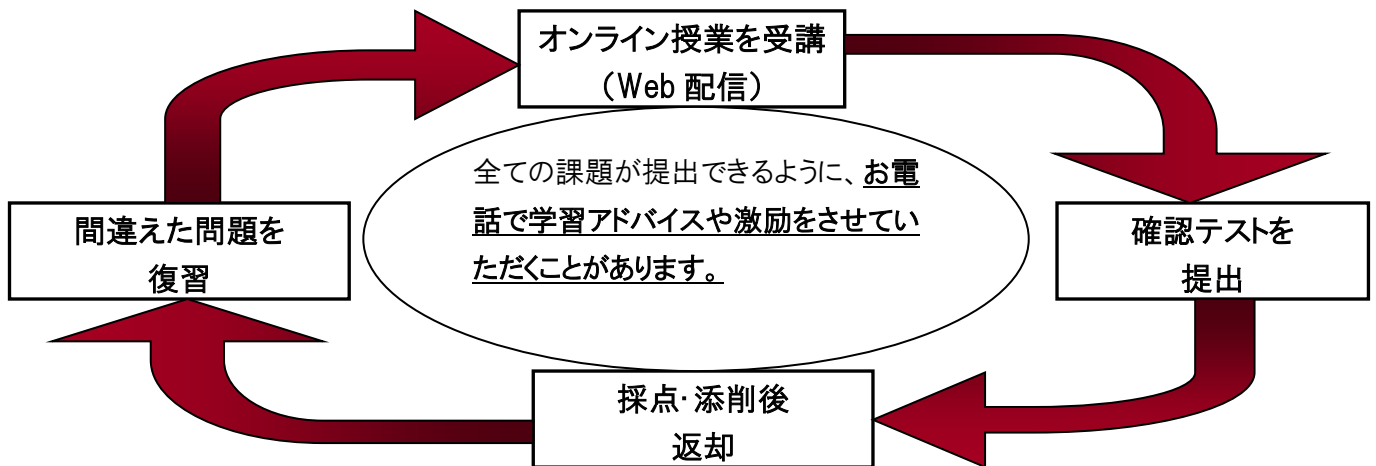 オンライン授業を受講
（Web 配信）
全ての課題が提出できるように、お電
話で学習アドバイスや激励をさせてい
ただくことがあります。
間違えた問題を
復習
確認テストを
提出
採点・添削後
返却